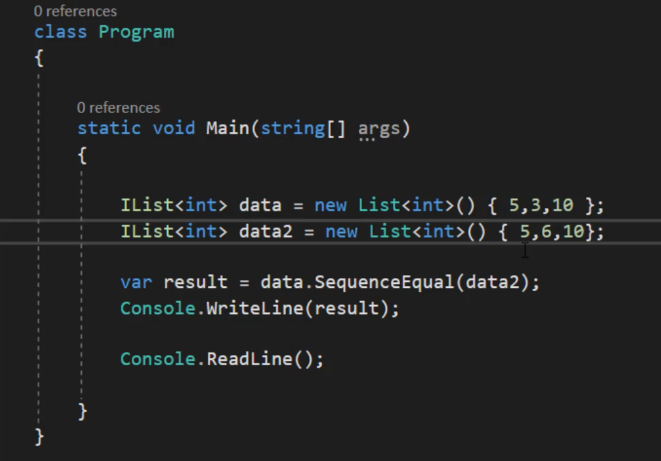 0 references
class Program
{
0 references
static void Main(string[] args)
{
IList<int> data = new List<int>() { 5,3,10 };
IList<int> data2 = new List<int>() { 5,6,10};
var result = data.SequenceEqual(data2);
Console.WriteLine(result);
Console.ReadLine();
}
}